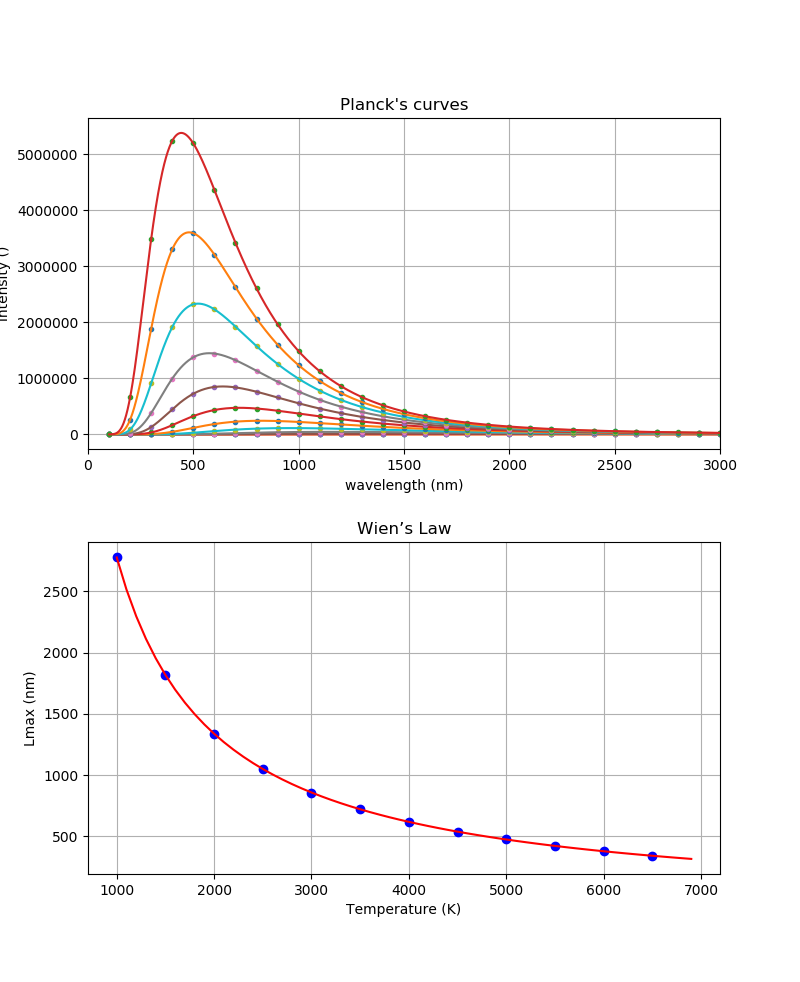 Planck's curves
5000000
4000000
3000000
2000000
1000000
0
Intensity ()
0 500 1000 1500 2000 2500 3000
wavelength (nm)
Wien’s Law
2500
2000
1500
1000
500
Lmax (nm)
1000 2000 3000 4000 5000 6000 7000
Temperature (K)